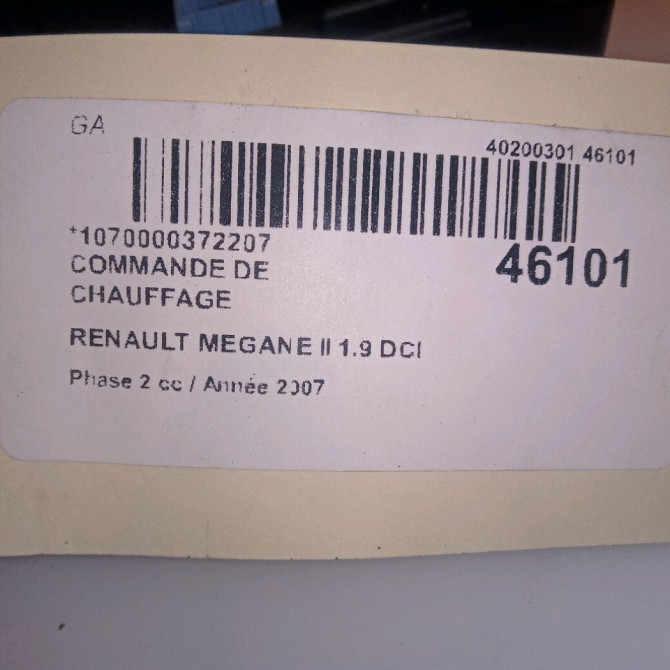 GA
40200301 46101
*1070000372207
46101
COMMANDE DE
CHAUFFAGE
RENAULT MEGANE II 1.9 DCI
Phase 2 cc / Année 2007